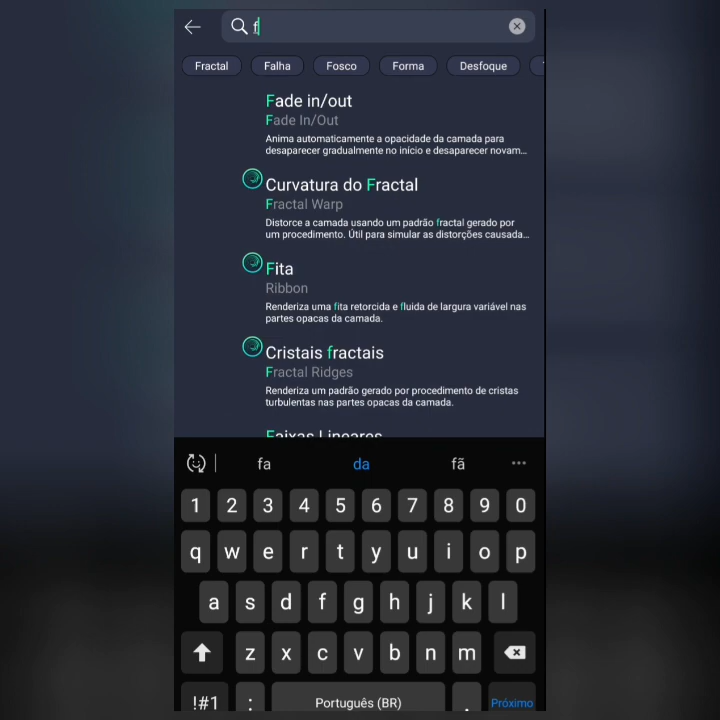 f
Fractal Falha Fosco Forma Desfoque
Fade in/out
Fade In/Out
Anima automaticamente a opacidade da camada para
desaparecer gradualmente no início e desaparecer novam...
Curvatura do Fractal
Fractal Warp
Distorce a camada usando um padrão fractal gerado por
um procedimento. Útil para simular as distorções causada...
Fita
Ribbon
Renderiza uma fita retorcida e fluida de largura variável nas
partes opacas da camada.
Cristais fractais
Fractal Ridges
Renderiza um padrão gerado por procedimento de cristas
turbulentas nas partes opacas da camada.
Faixas Lineares
fa da fã ...
1 2 3 4 5 6 7 8 9 0
q w e r t y u i o p
a s d f g h j k l
z x c v b n m
!#1 : Português (BR) . Próximo